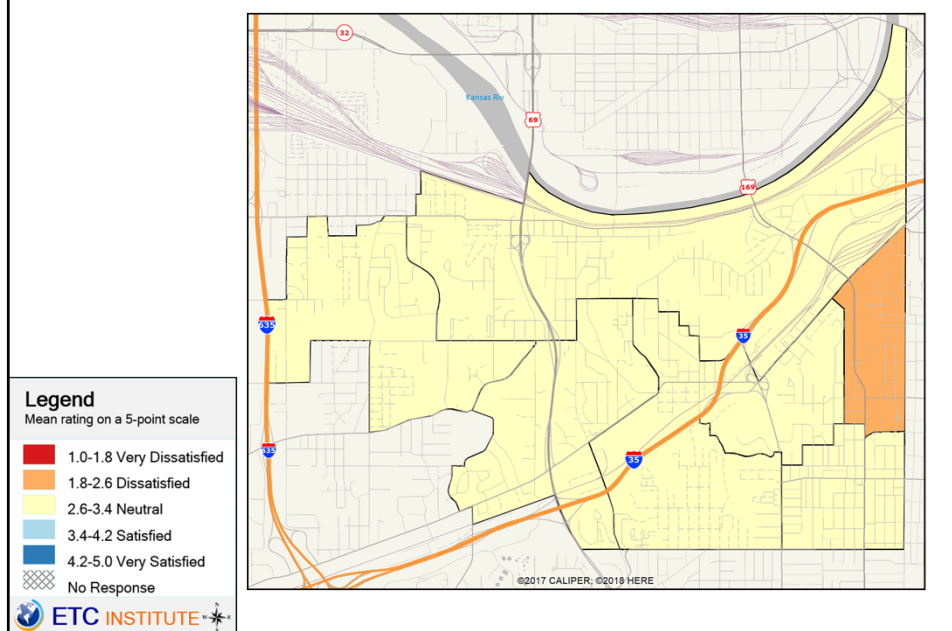 32
Kansas Riv
69
169
635
35
635
35
Legend
Mean rating on a 5-point scale
1.0-1.8 Very Dissatisfied
1.8-2.6 Dissatisfied
2.6-3.4 Neutral
3.4-4.2 Satisfied
4.2-5.0 Very Satisfied
No Response
©2017 CALIPER; ©2018 HERE
ETC INSTITUTE